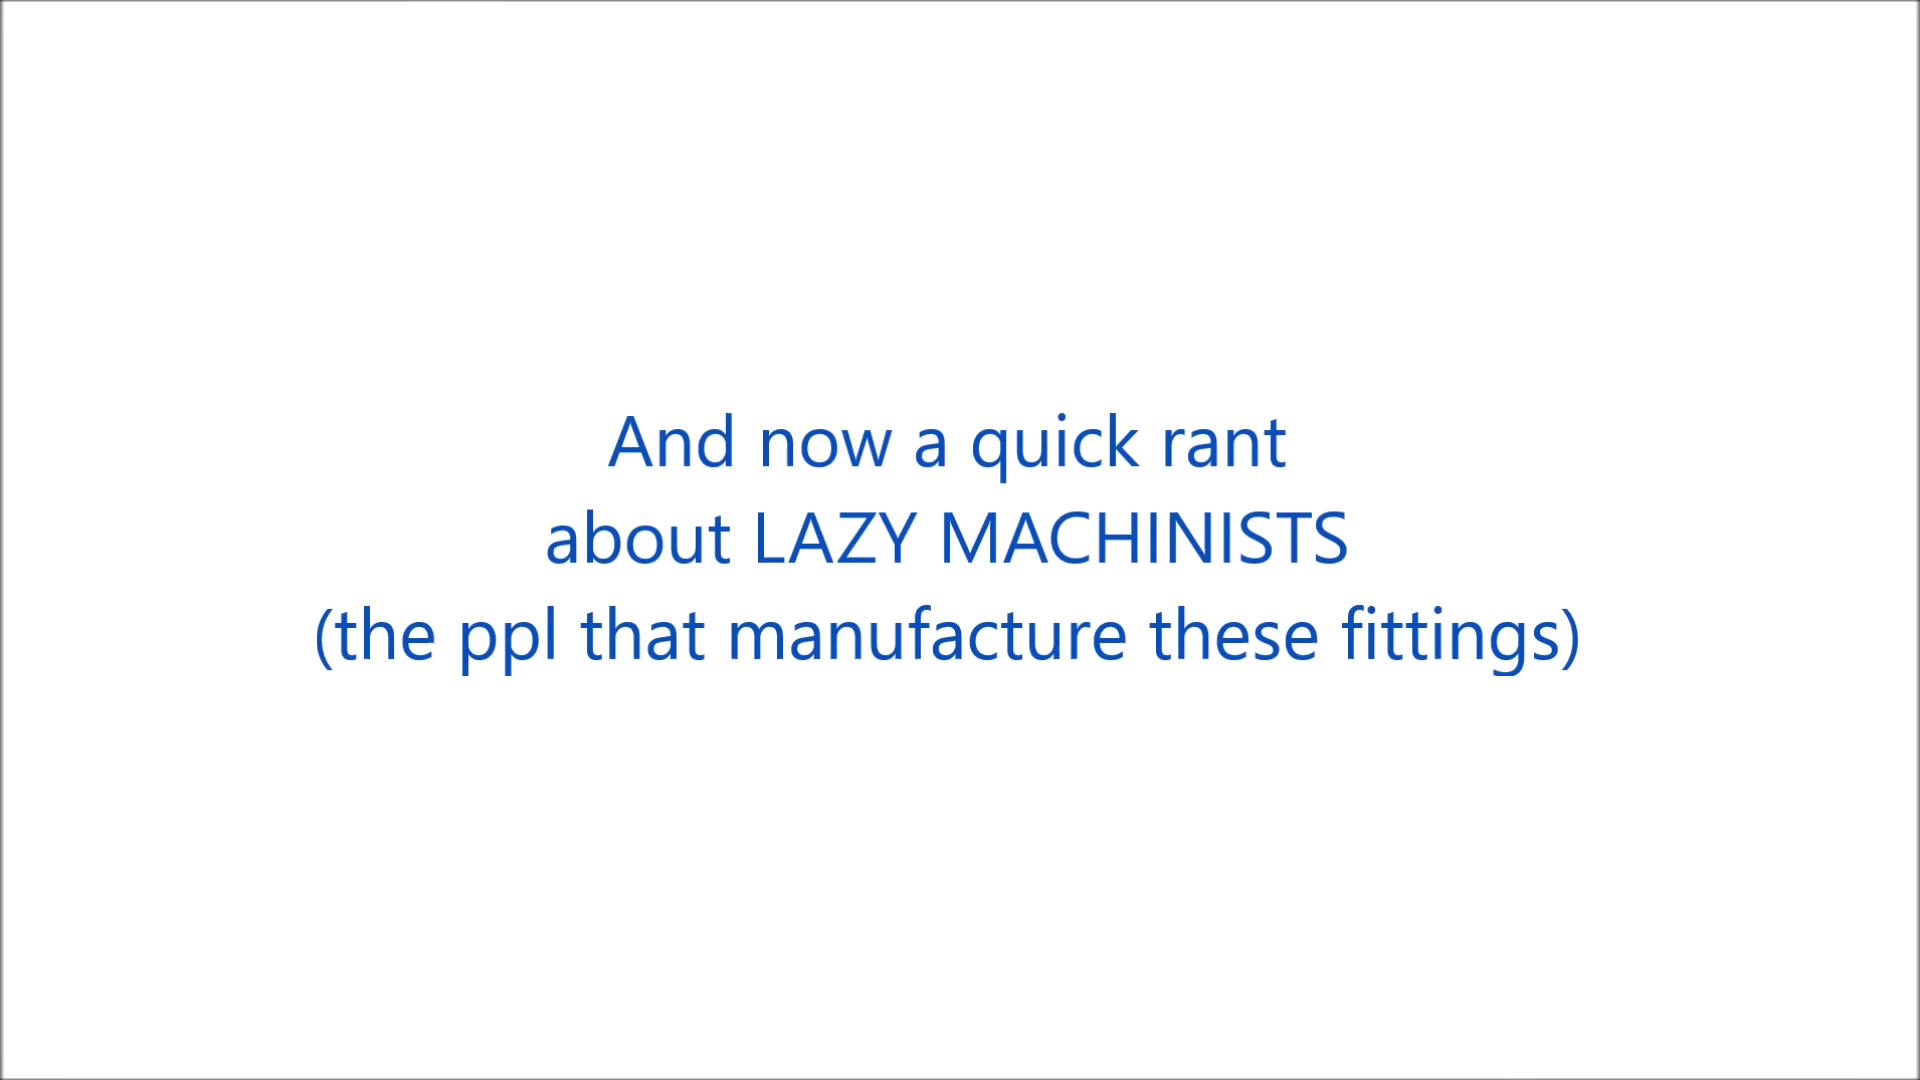 And now a quick rant
about LAZY MACHINISTS
(the ppl that manufacture these fittings)